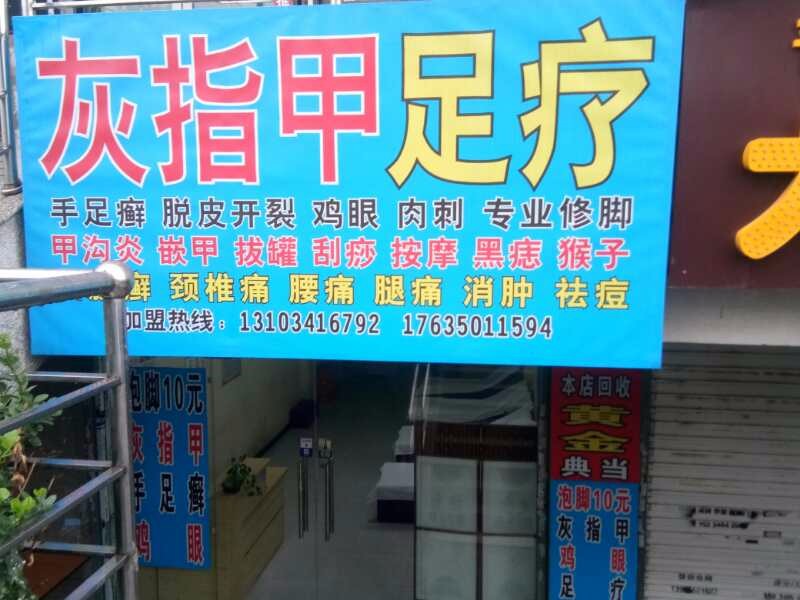 灰指甲足疗
手足癣 脱皮开裂 鸡眼 肉刺 专业修脚
甲沟炎 嵌甲 拔罐 刮痧 按摩 黑痣 猴子
癣 颈椎痛 腰痛 腿痛 消肿 祛痘
加盟热线：13103416792 17635011594
泡脚10元
灰指甲
手足癣
鸡眼
本店回收
黄金
典当
泡脚10元
灰指甲
鸡眼
足疗